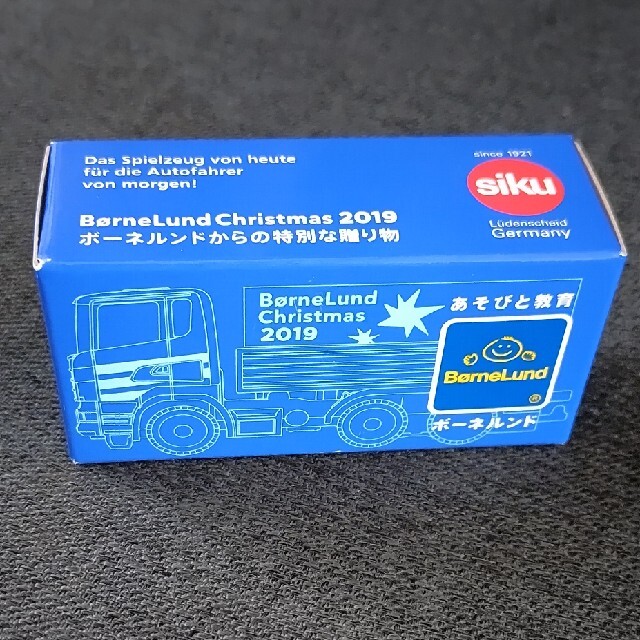 Das Spielzeug von heute
für die Autofahrer
von morgen!
BørneLund Christmas 2019
ボーネルンドからの特別な贈り物
since 1921
siku
Lüdenscheid
Germany
BørneLund
Christmas
2019
あそびと教育
BørneLund
®
ボーネルンド